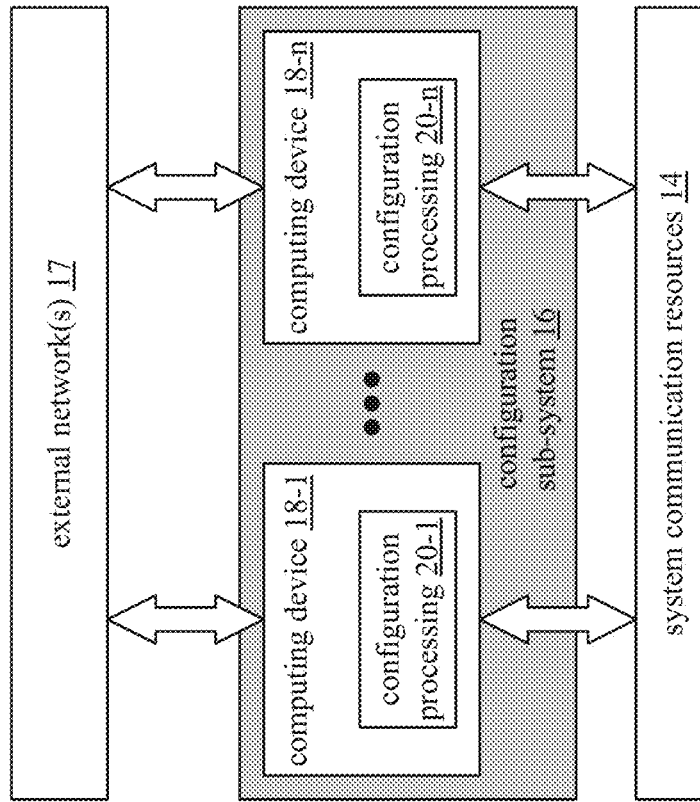 external network(s) 17
computing device 18-1
configuration
processing 20-1
computing device 18-n
configuration
processing 20-n
configuration
sub-system 16
system communication resources 14